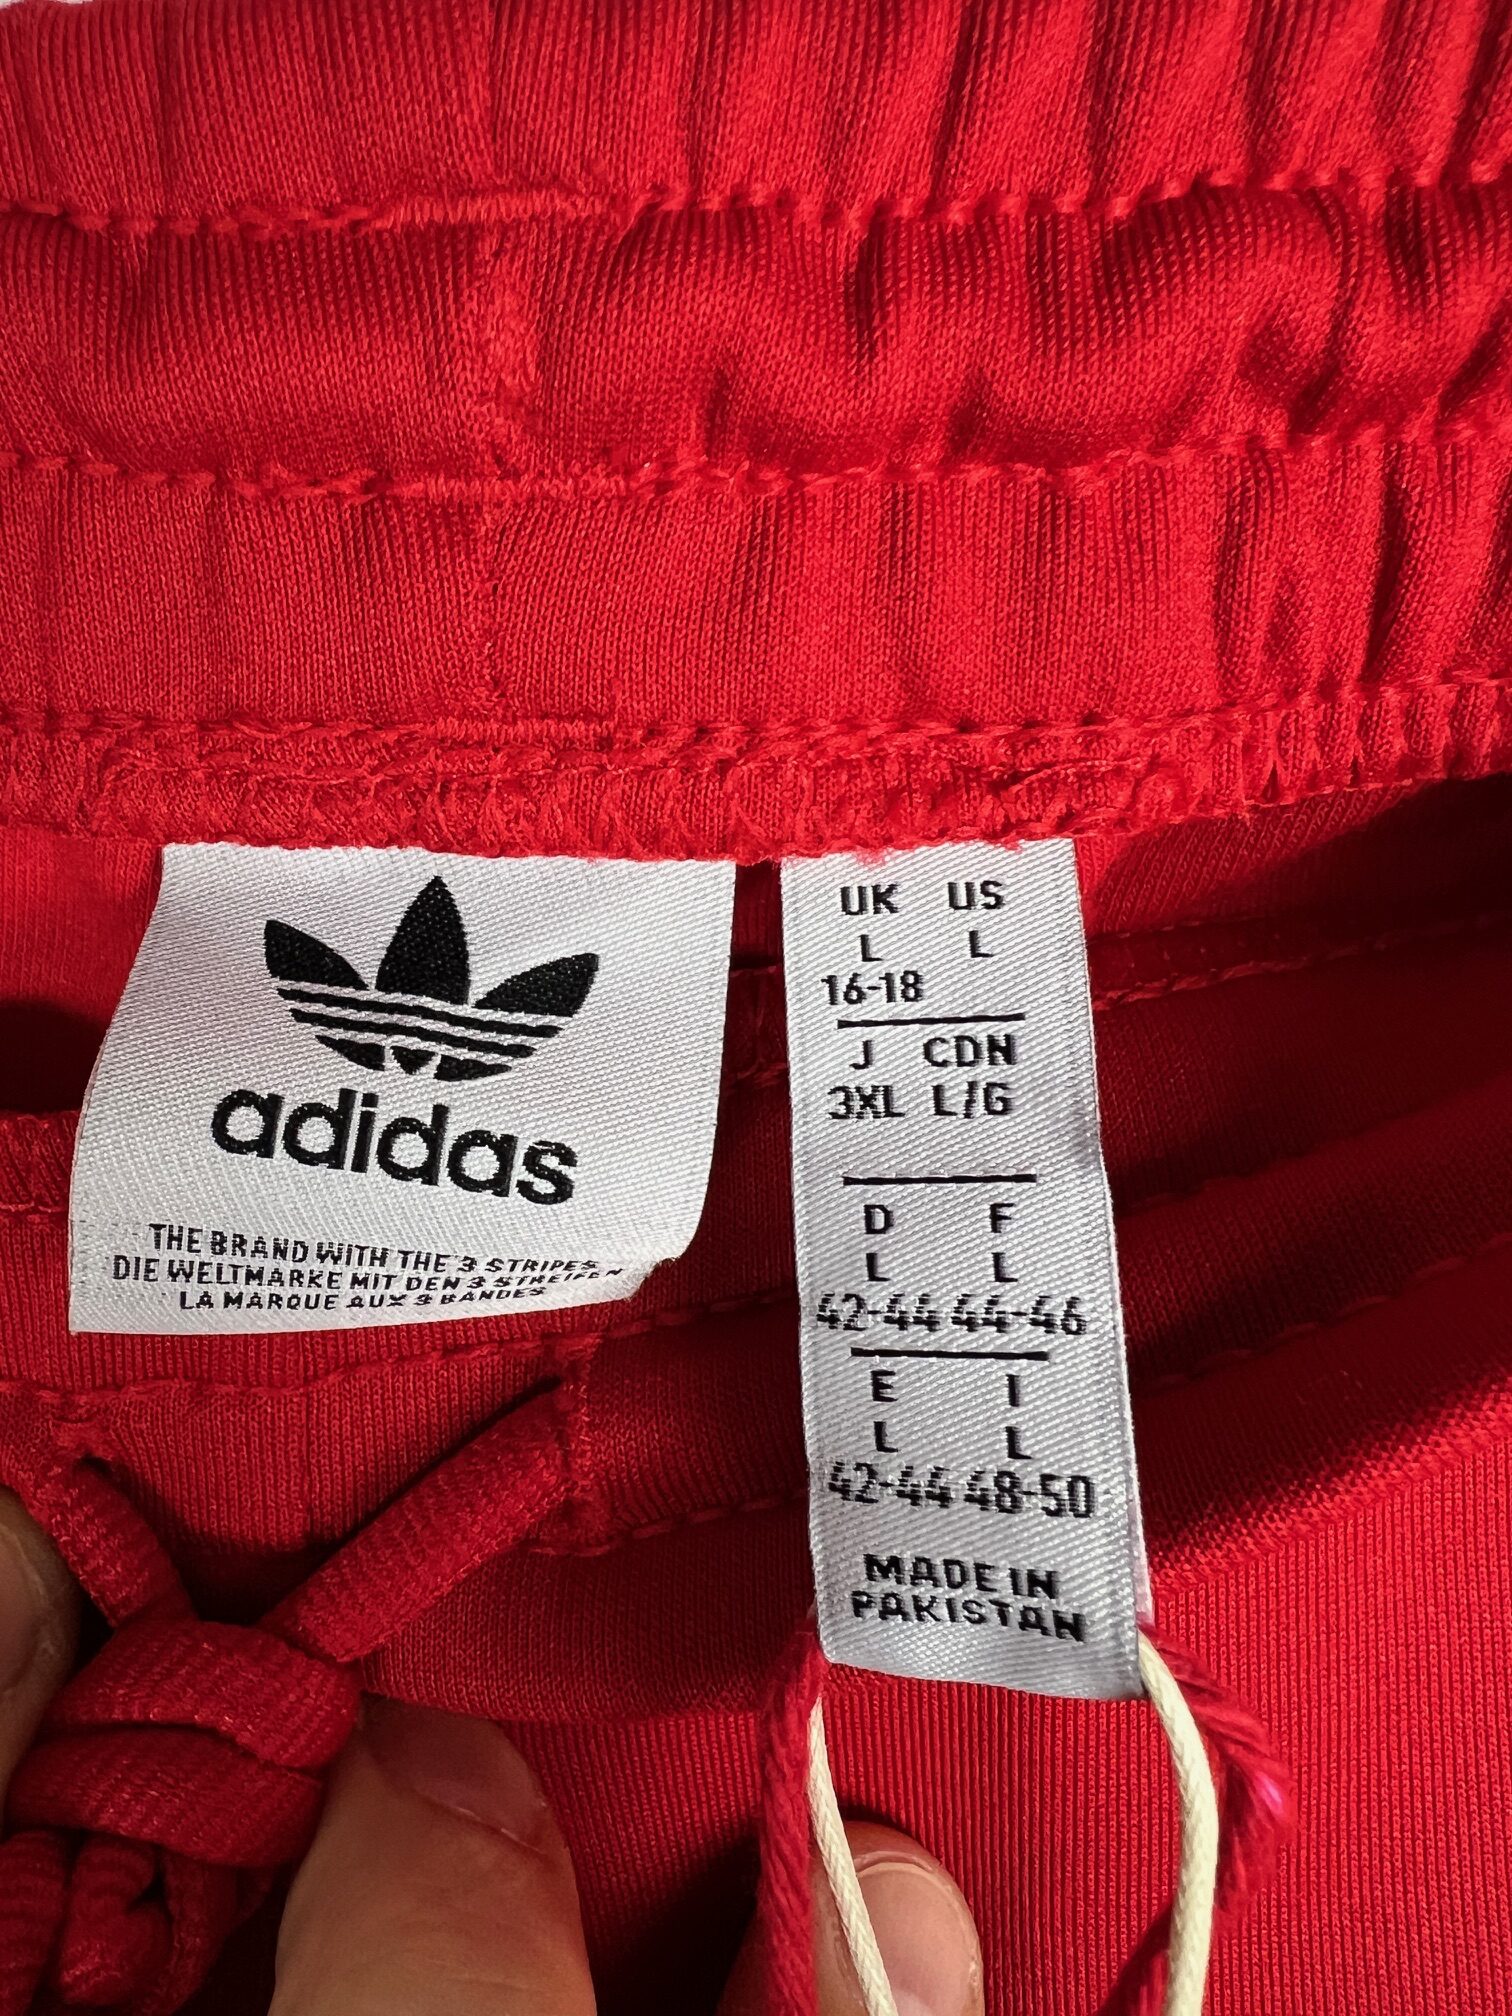 adidas
THE BRAND WITH THE 3 STRIPES
DIE WELTMARKE MIT DEN 3 STREIFEN
LA MARQUE AUX 3 BANDES
UK US
L L
16-18
J CDN
3XL L/G
D F
L L
42-44 44-46
E I
L L
42-44 48-50
MADE IN
PAKISTAN